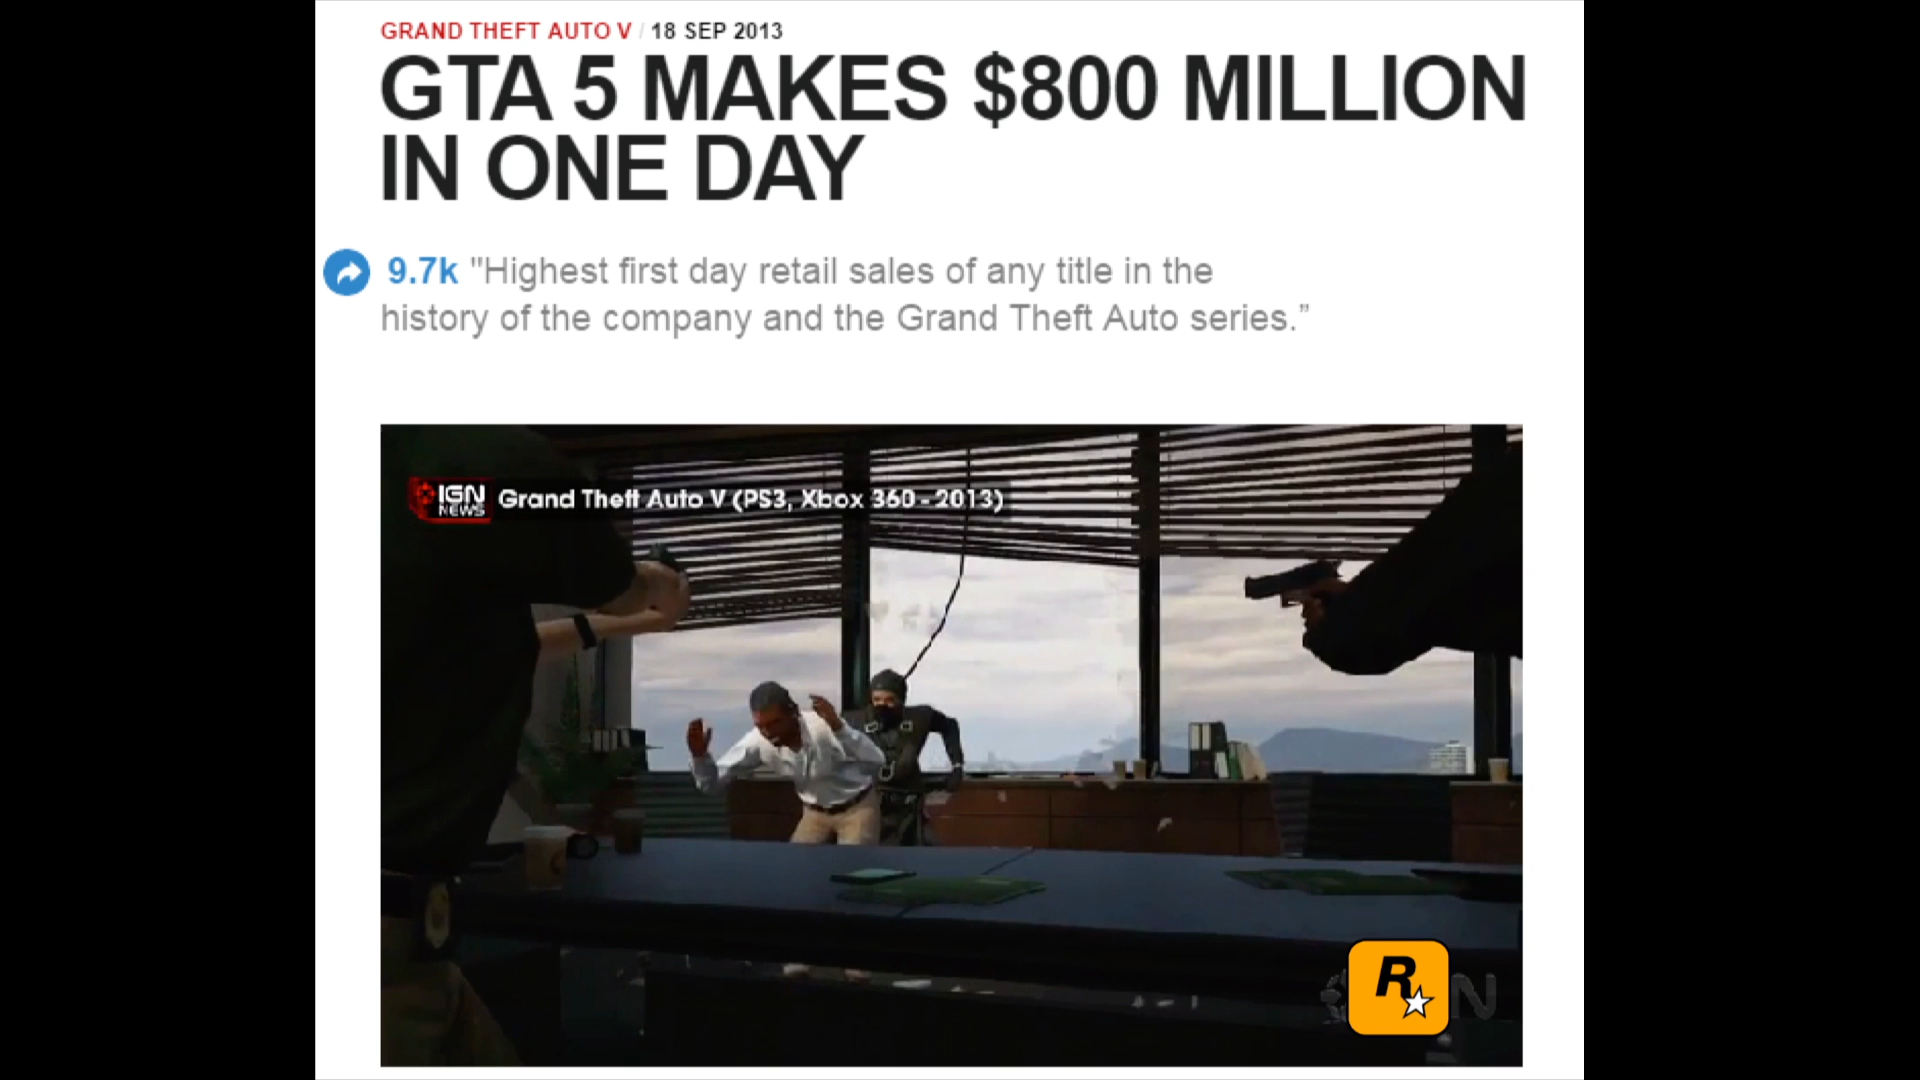 GRAND THEFT AUTO V / 18 SEP 2013
GTA 5 MAKES $800 MILLION
IN ONE DAY
9.7k "Highest first day retail sales of any title in the
history of the company and the Grand Theft Auto series.”
IGN
NEWS
Grand Theft Auto V (PS3, Xbox 360 - 2013)
R
N